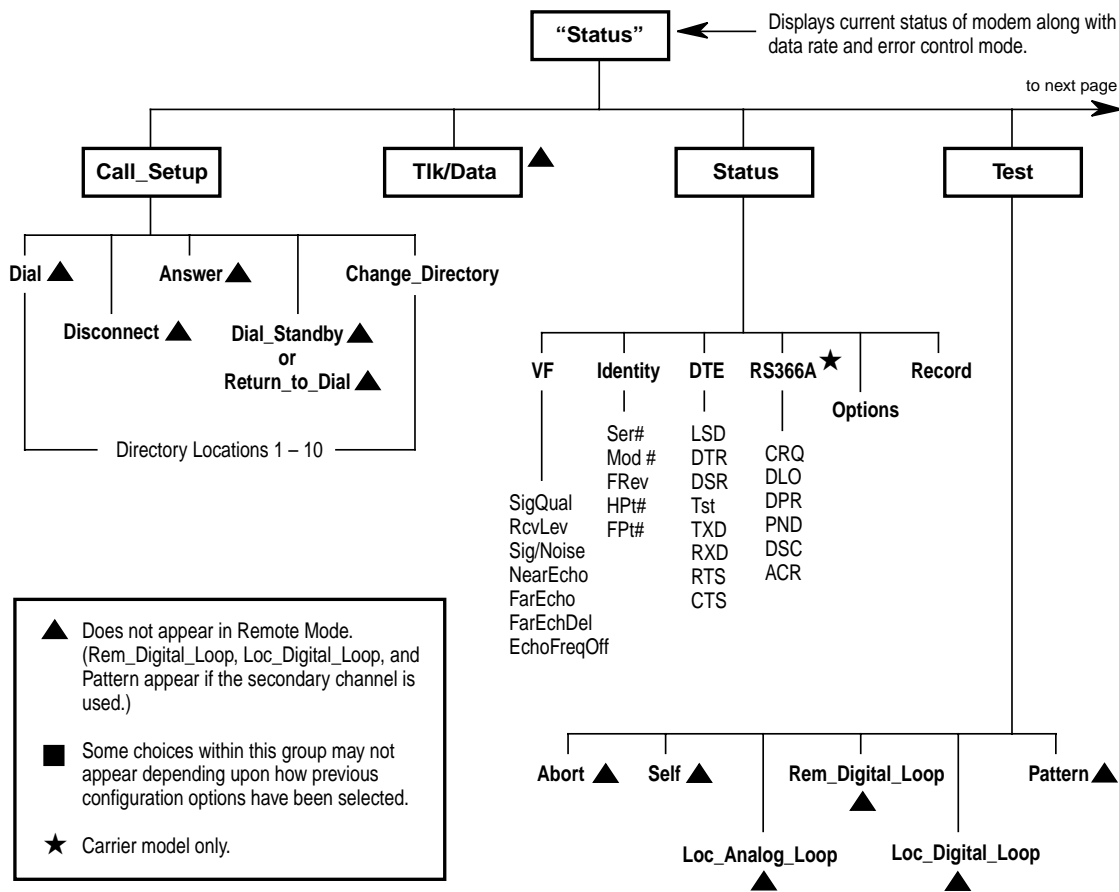 “Status”
Displays current status of modem along with
data rate and error control mode.
to next page
Call_Setup
Tlk/Data
Status
Test
Dial
Answer
Change_Directory
Disconnect
Dial_Standby
or
Return_to_Dial
Directory Locations 1 – 10
VF
Identity
DTE
RS366A
Record
Options
SigQual
RcvLev
Sig/Noise
NearEcho
FarEcho
FarEchDel
EchoFreqOff
Ser#
Mod #
FRev
HPt#
FPt#
LSD
DTR
DSR
Tst
TXD
RXD
RTS
CTS
CRQ
DLO
DPR
PND
DSC
ACR
Abort
Self
Rem_Digital_Loop
Pattern
Loc_Analog_Loop
Loc_Digital_Loop
Does not appear in Remote Mode.
(Rem_Digital_Loop, Loc_Digital_Loop, and
Pattern appear if the secondary channel is
used.)
Some choices within this group may not
appear depending upon how previous
configuration options have been selected.
Carrier model only.